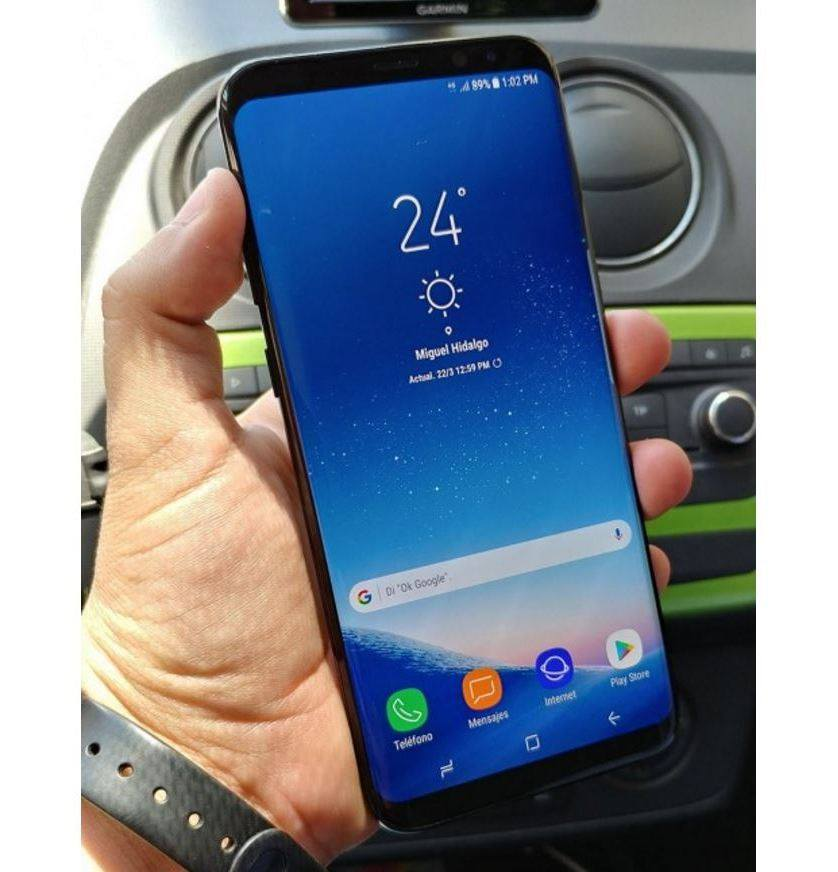 GARMIN
89% 1:02 PM
24°
Miguel Hidalgo
Actual. 22/3 12:59 PM
Di "Ok Google"
Teléfono
Mensajes
Internet
Play Store
TP